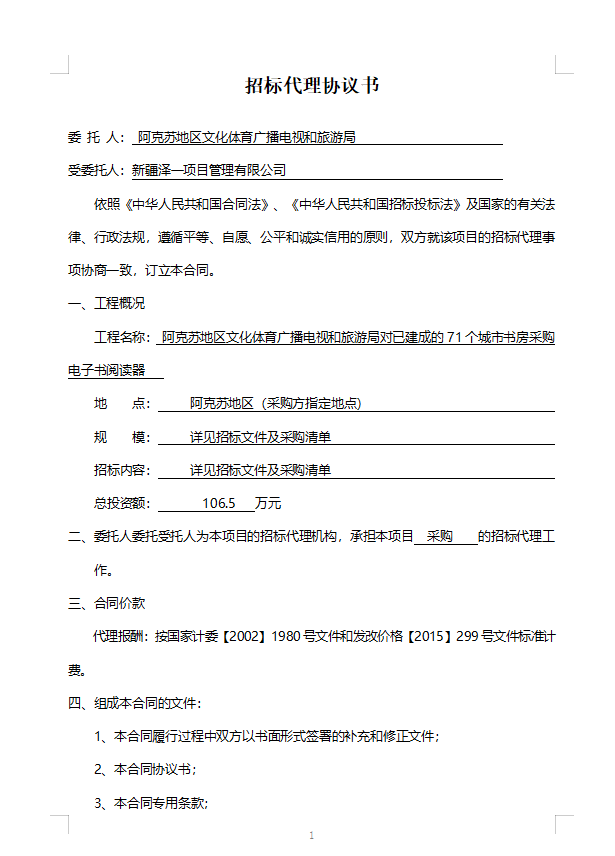 招标代理协议书
委 托 人： 阿克苏地区文化体育广播电视和旅游局
受委托人：新疆泽一项目管理有限公司
依照《中华人民共和国合同法》、《中华人民共和国招标投标法》及国家的有关法
律、行政法规，遵循平等、自愿、公平和诚实信用的原则，双方就该项目的招标代理事
项协商一致，订立本合同。
一、工程概况
工程名称： 阿克苏地区文化体育广播电视和旅游局对已建成的 71 个城市书房采购
电子书阅读器
地 点： 阿克苏地区（采购方指定地点）
规 模： 详见招标文件及采购清单
招标内容： 详见招标文件及采购清单
总投资额： 106.5 万元
二、委托人委托受托人为本项目的招标代理机构，承担本项目 采购 的招标代理工
作。
三、合同价款
代理报酬：按国家计委【2002】1980 号文件和发改价格【2015】299 号文件标准计
费。
四、组成本合同的文件：
1、本合同履行过程中双方以书面形式签署的补充和修正文件；
2、本合同协议书；
3、本合同专用条款；
1